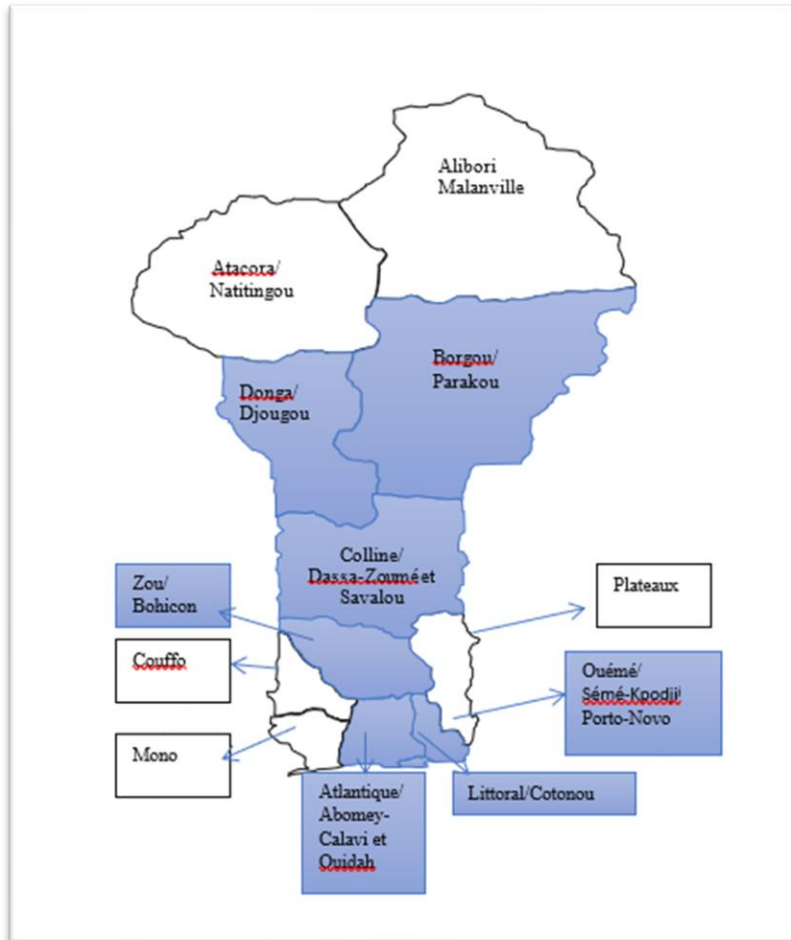 Alibori
Malanville
Atacora/
Natitingou
Borgou/
Parakou
Donga/
Djougou
Colline/
Dassa-Zoumé et
Savalou
Zou/
Bohicon
Plateaux
Couffo
Ouémé/
Sèmè-Kpodji
Porto-Novo
Mono
Atlantique/
Abomey-
Calavi et
Ouidah
Littoral/Cotonou